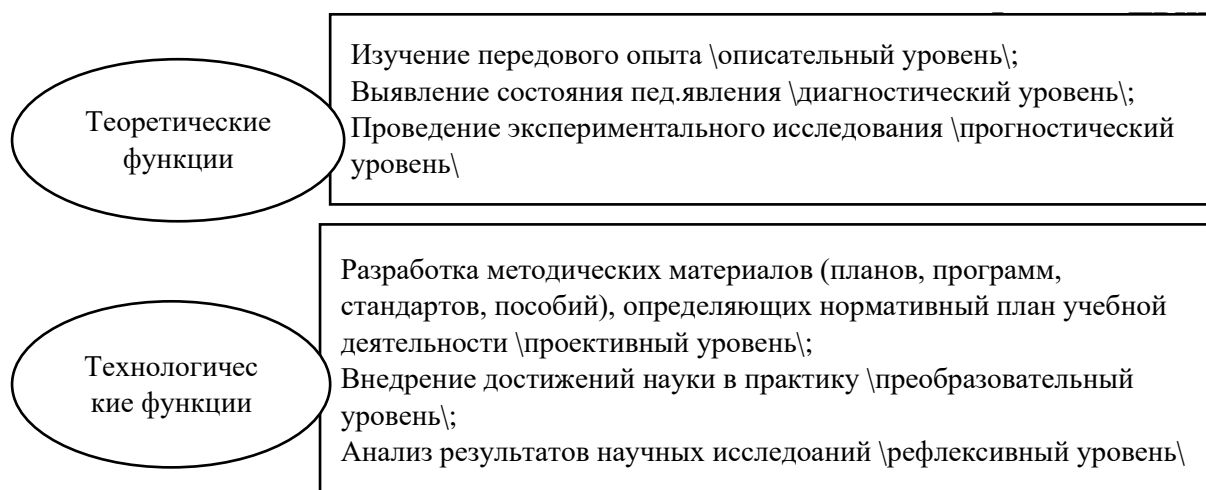 Теоретические
функции
Изучение передового опыта \описательный уровень\;
Выявление состояния пед.явления \диагностический уровень\;
Проведение экспериментального исследования \прогностический
уровень\
Технологичес
кие функции
Разработка методических материалов (планов, программ,
стандартов, пособий), определяющих нормативный план учебной
деятельности \проективный уровень\;
Внедрение достижений науки в практику \преобразовательный
уровень\;
Анализ результатов научных исследоаний \рефлексивный уровень\